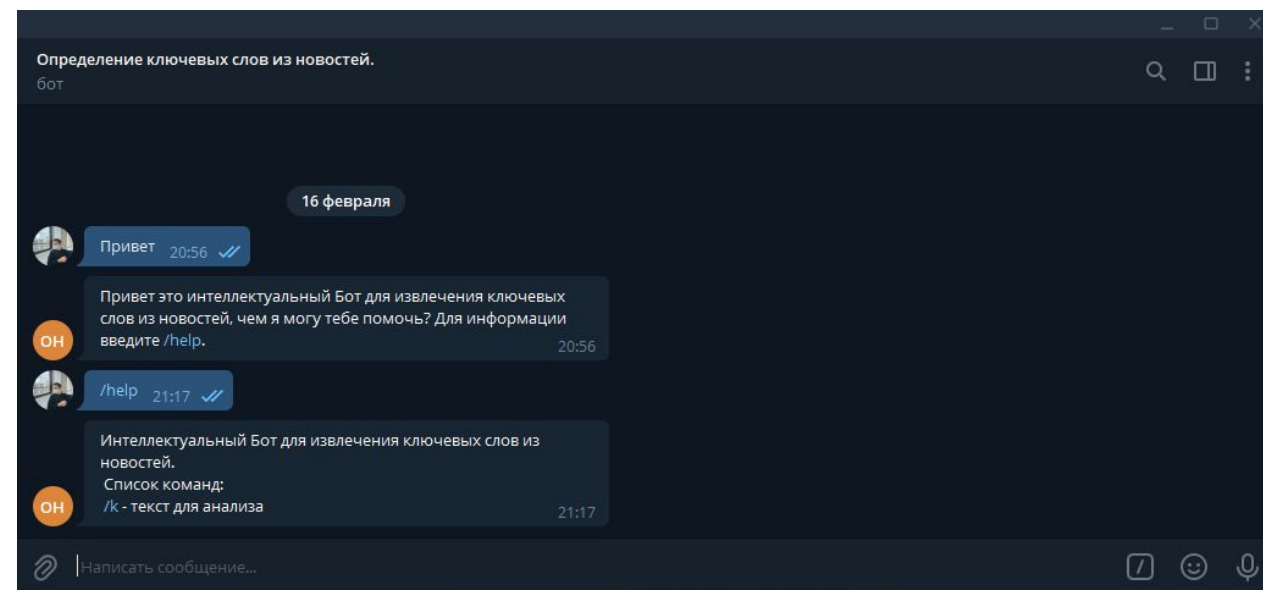 Определение ключевых слов из новостей.
бот
16 февраля
Привет 20:56
Привет это интеллектуальный Бот для извлечения ключевых
слов из новостей, чем я могу тебе помочь? Для информации
введите /help.
20:56
ОН
/help 21:17
Интеллектуальный Бот для извлечения ключевых слов из
новостей.
Список команд:
/k - текст для анализа
21:17
ОН
Написать сообщение...